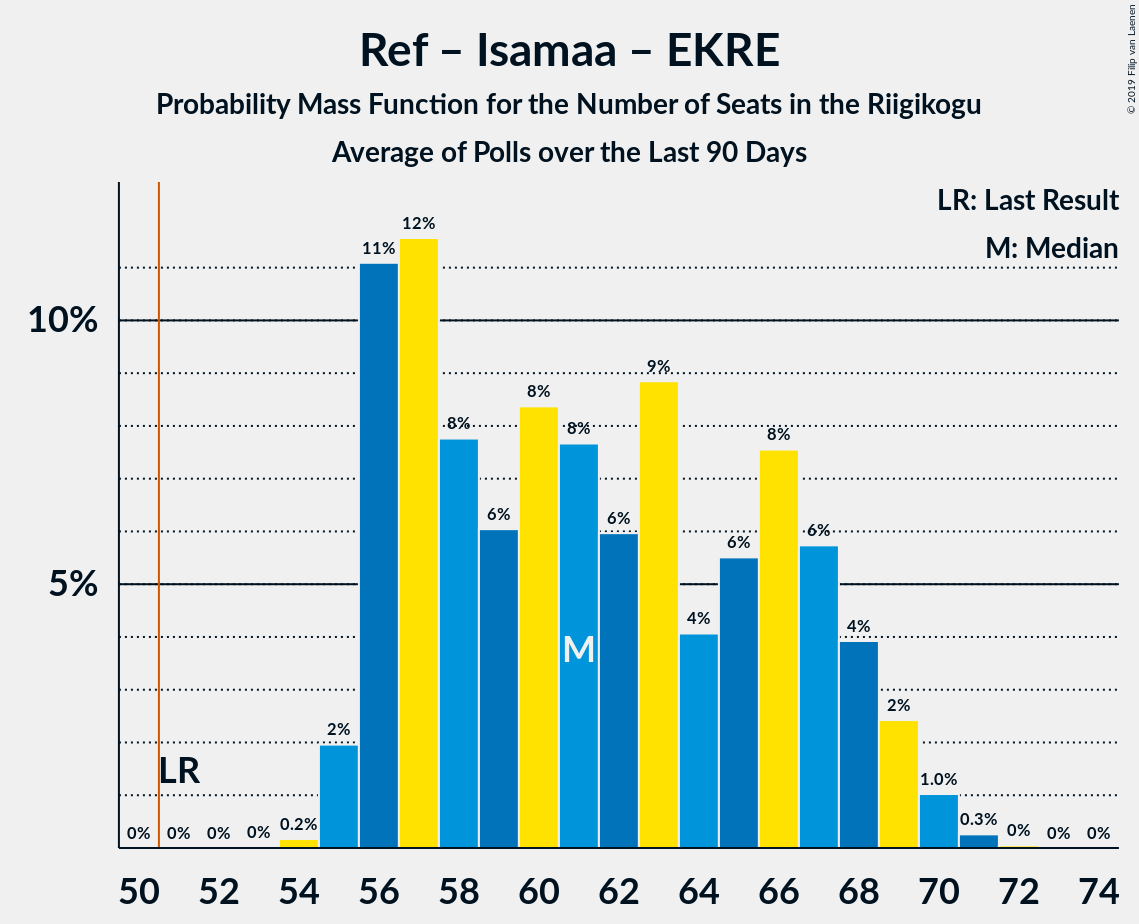 Ref – Isamaa – EKRE
Probability Mass Function for the Number of Seats in the Riigikogu
Average of Polls over the Last 90 Days
© 2019 Filip van Laenen
LR: Last Result
M: Median
10%
5%
0% 0% 0% 0% 0.2% 2% 11% 12% 8% 6% 8% 8% 6% 9% 4% 6% 8% 6% 4% 2% 1.0% 0.3% 0% 0% 0%
M
LR
50 52 54 56 58 60 62 64 66 68 70 72 74